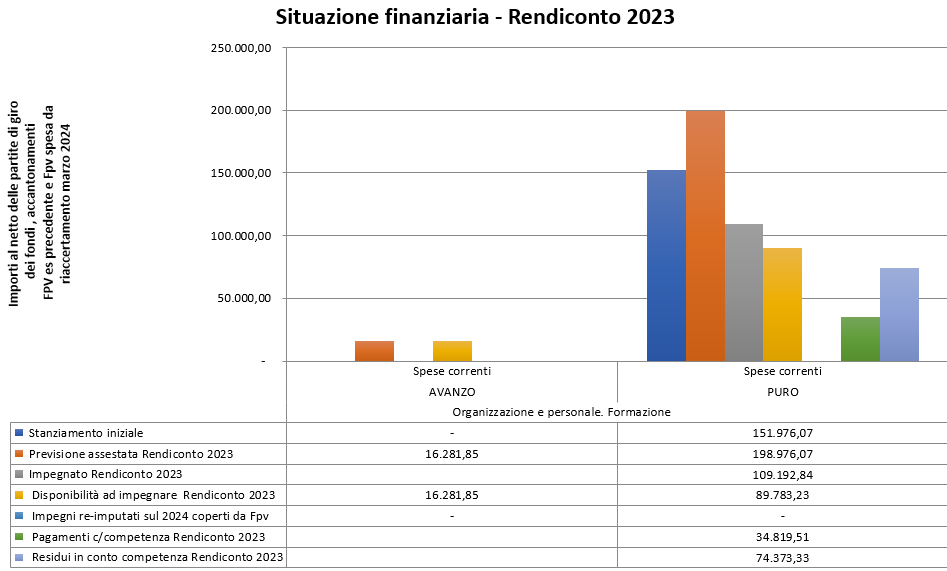 Situazione finanziaria - Rendiconto 2023
Importi al netto delle partite di giro
dei fondi , accantonamenti
FPV es precedente e Fpv spesa da
riaccertamento marzo 2024
250.000,00
200.000,00
150.000,00
100.000,00
50.000,00
-
Spese correnti Spese correnti
AVANZO PURO
Organizzazione e personale. Formazione
Stanziamento iniziale - 151.976,07
Previsione assestata Rendiconto 2023 16.281,85 198.976,07
Impegnato Rendiconto 2023 109.192,84
Disponibilità ad impegnare Rendiconto 2023 16.281,85 89.783,23
Impegni re-imputati sul 2024 coperti da Fpv - -
Pagamenti c/competenza Rendiconto 2023 34.819,51
Residui in conto competenza Rendiconto 2023 74.373,33